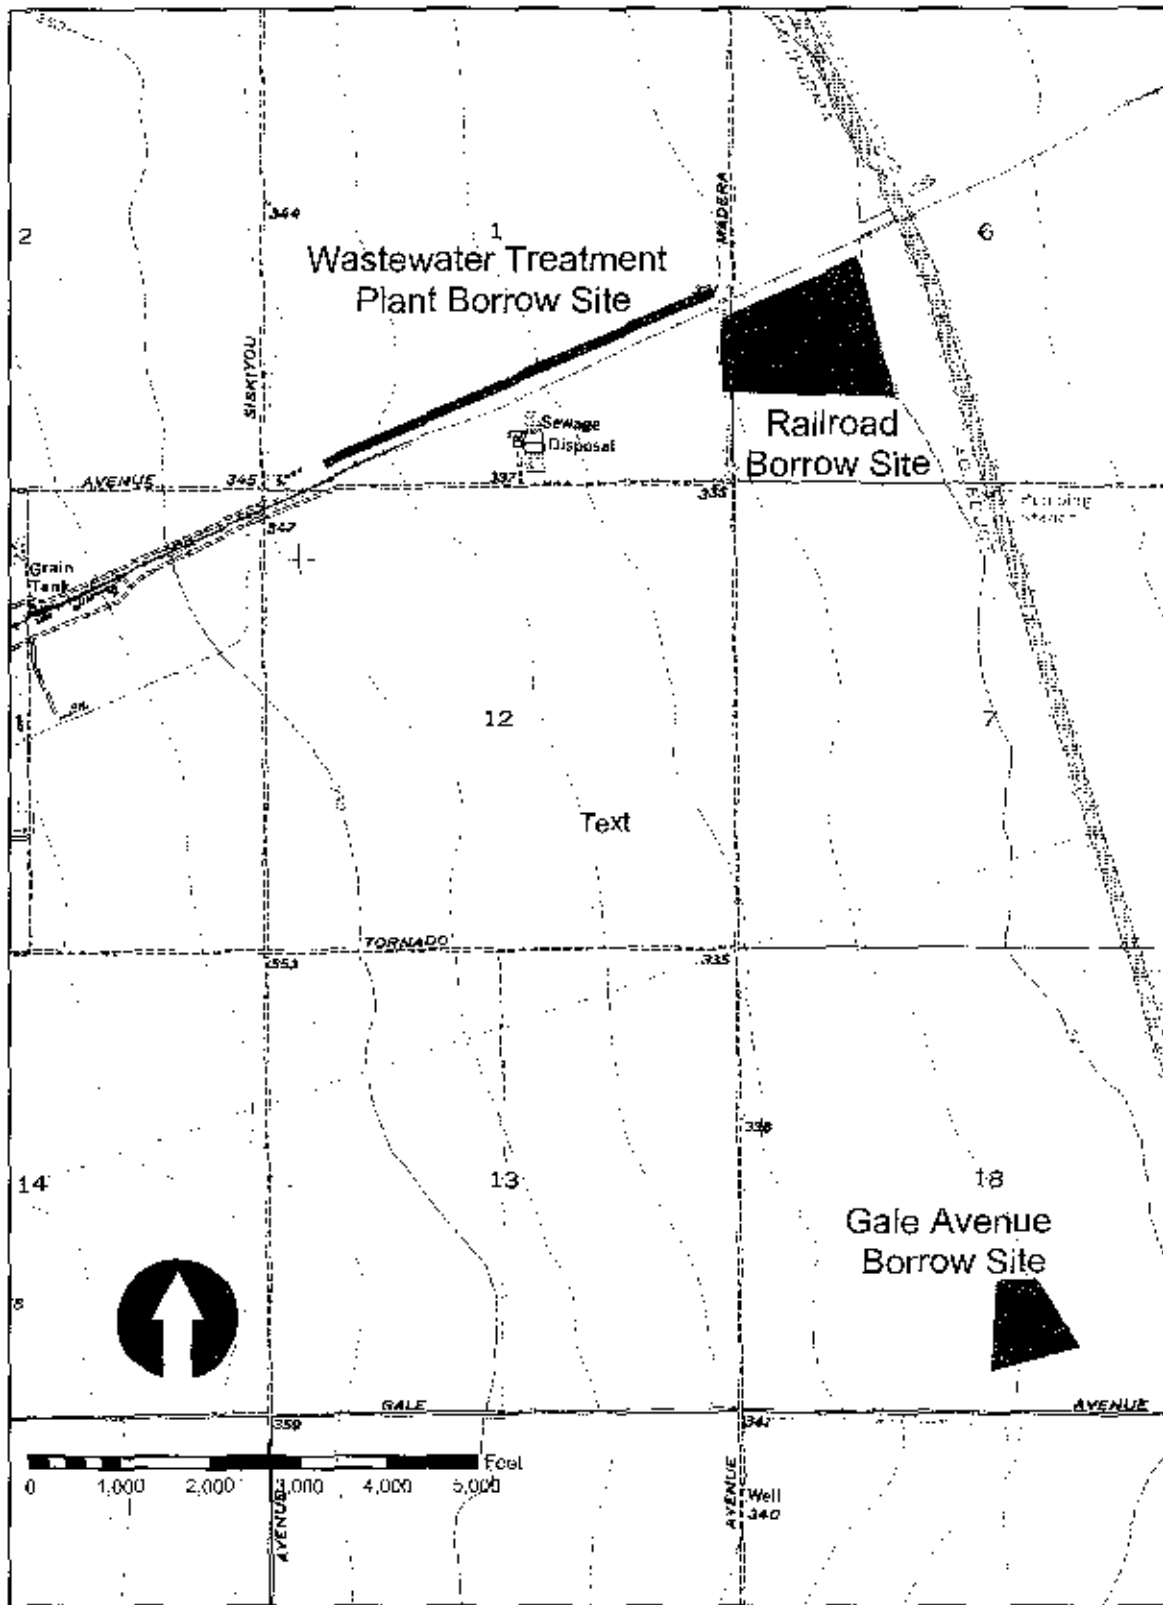 MADERA
344
2
1
6
Wastewater Treatment
Plant Borrow Site
SISKIYOU
Sewage
Disposal
Railroad
Borrow Site
AVENUE
345
337
335
347
Grain
Tank
12
7
Text
TORNADO
353
335
338
14
13
18
Gale Avenue
Borrow Site
GALE
AVENUE
359
341
Feet
0
1,000
2,000
3,000
4,000
5,000
AVENUE
AVENUE
Well
340